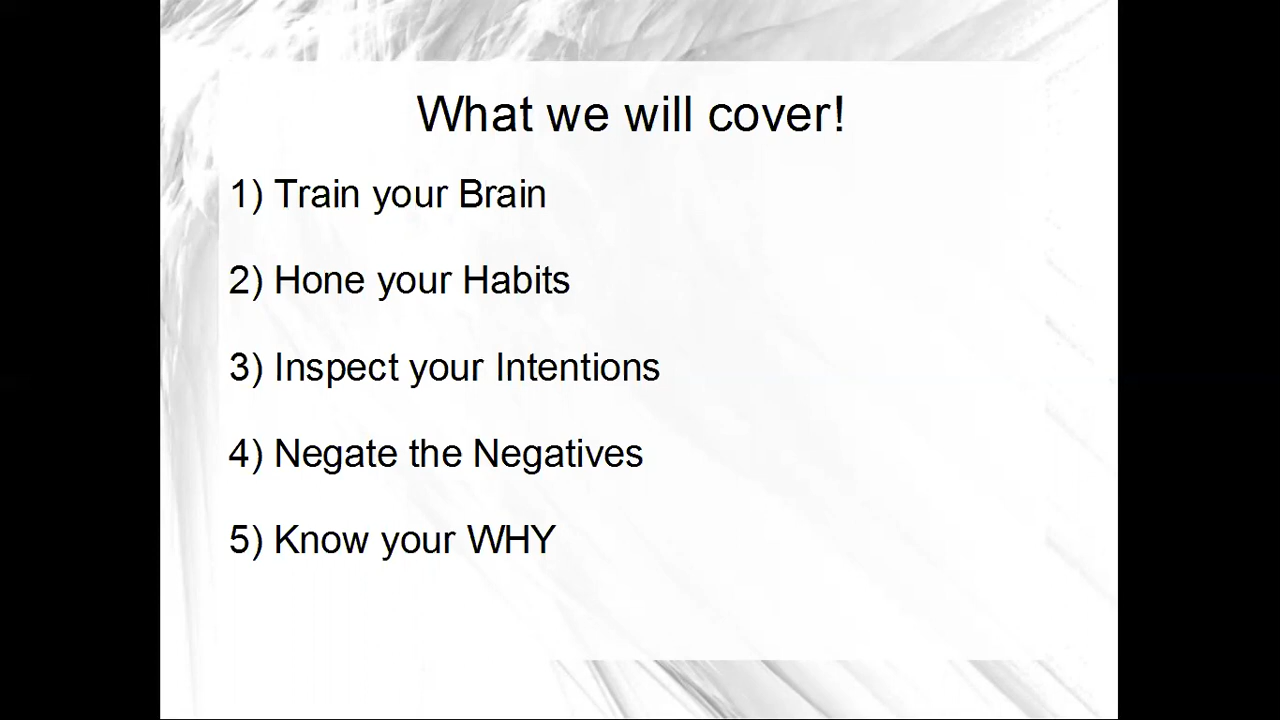 What we will cover!
1) Train your Brain
2) Hone your Habits
3) Inspect your Intentions
4) Negate the Negatives
5) Know your WHY